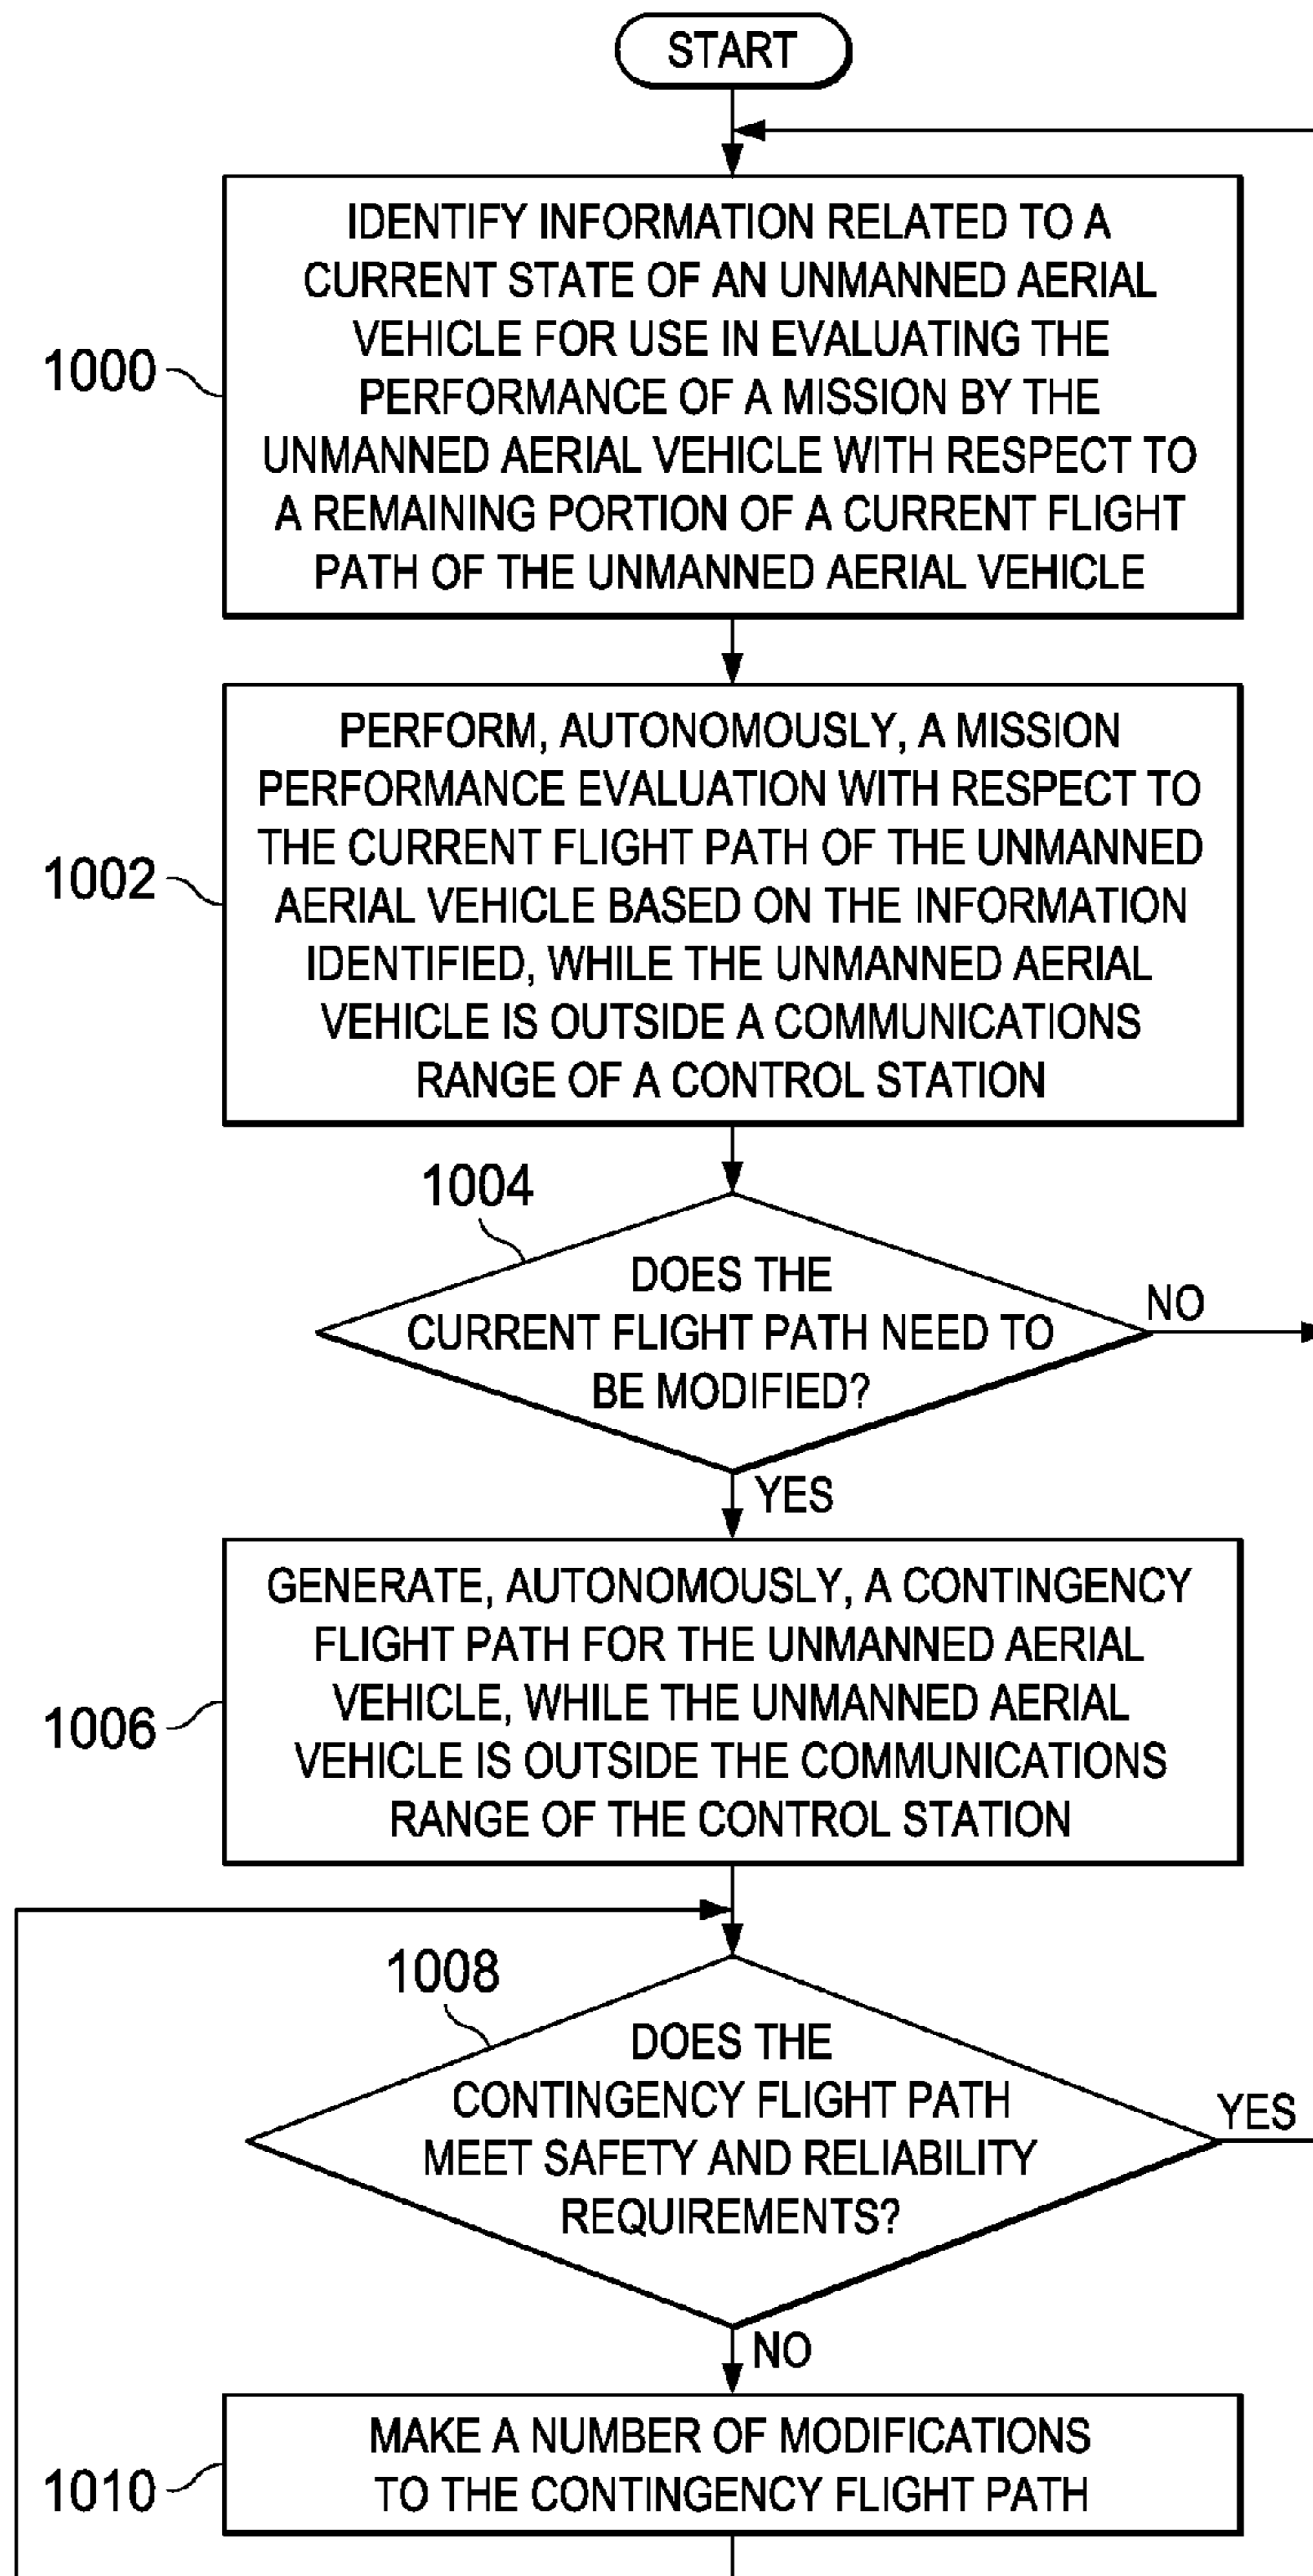 START
IDENTIFY INFORMATION RELATED TO A
CURRENT STATE OF AN UNMANNED AERIAL
VEHICLE FOR USE IN EVALUATING THE
PERFORMANCE OF A MISSION BY THE
UNMANNED AERIAL VEHICLE WITH RESPECT TO
A REMAINING PORTION OF A CURRENT FLIGHT
PATH OF THE UNMANNED AERIAL VEHICLE
1000
PERFORM, AUTONOMOUSLY, A MISSION
PERFORMANCE EVALUATION WITH RESPECT TO
THE CURRENT FLIGHT PATH OF THE UNMANNED
AERIAL VEHICLE BASED ON THE INFORMATION
IDENTIFIED, WHILE THE UNMANNED AERIAL
VEHICLE IS OUTSIDE A COMMUNICATIONS
RANGE OF A CONTROL STATION
1002
1004
DOES THE
CURRENT FLIGHT PATH NEED TO
BE MODIFIED?
NO
YES
GENERATE, AUTONOMOUSLY, A CONTINGENCY
FLIGHT PATH FOR THE UNMANNED AERIAL
VEHICLE, WHILE THE UNMANNED AERIAL
VEHICLE IS OUTSIDE THE COMMUNICATIONS
RANGE OF THE CONTROL STATION
1006
1008
DOES THE
CONTINGENCY FLIGHT PATH
MEET SAFETY AND RELIABILITY
REQUIREMENTS?
YES
NO
MAKE A NUMBER OF MODIFICATIONS
TO THE CONTINGENCY FLIGHT PATH
1010